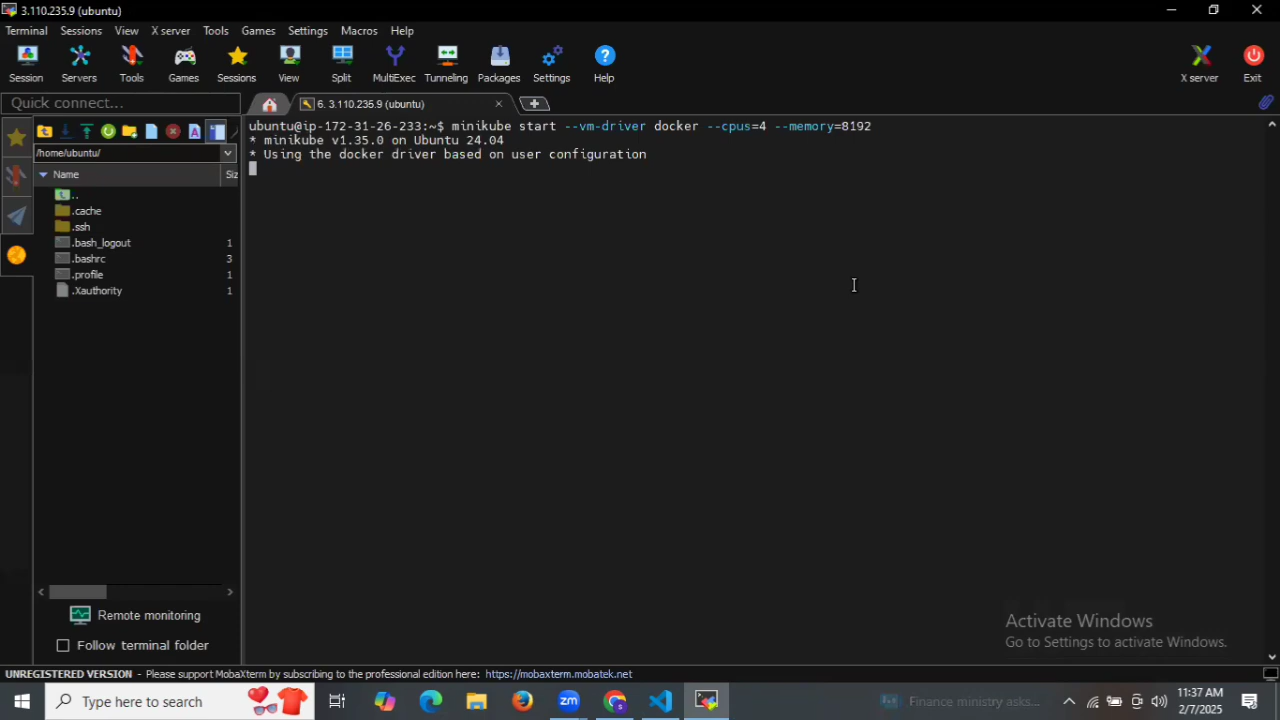 3.110.235.9 (ubuntu)
Terminal Sessions View X server Tools Games Settings Macros Help
Session Servers Tools Games Sessions View Split MultiExec Tunneling Packages Settings Help X server Exit
Quick connect...
6. 3.110.235.9 (ubuntu)
/home/ubuntu/
Name Siz
..
.cache
.ssh
.bash_logout 1
.bashrc 3
.profile 1
.Xauthority 1
Remote monitoring
Follow terminal folder
ubuntu@ip-172-31-26-233:~$ minikube start --vm-driver docker --cpus=4 --memory=8192
* minikube v1.35.0 on Ubuntu 24.04
* Using the docker driver based on user configuration
Activate Windows
Go to Settings to activate Windows.
UNREGISTERED VERSION - Please support MobaXterm by subscribing to the professional edition here: https://mobaxterm.mobatek.net
Type here to search
zm
Finance ministry asks...
11:37 AM
2/7/2025